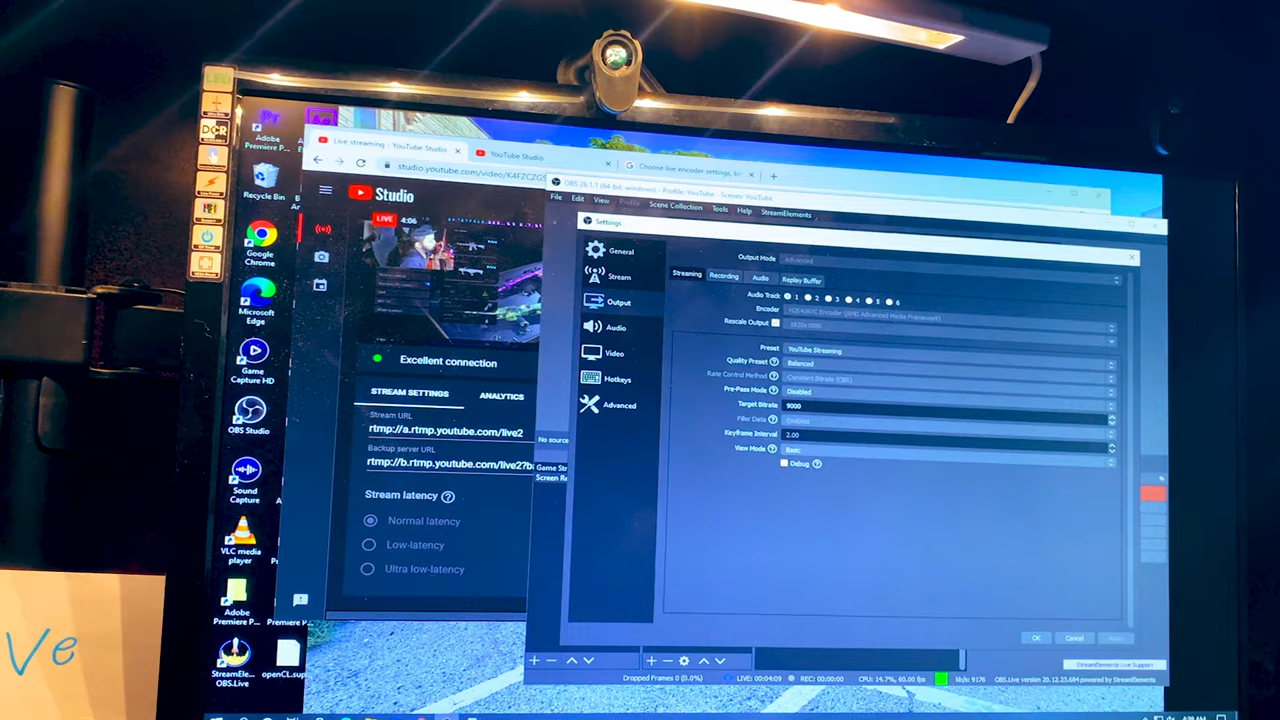 LED
DCR
Adobe
Premiere P...
Recycle Bin
Google
Chrome
Microsoft
Edge
Game
Capture HD
OBS Studio
Sound
Capture
VLC media
player
Adobe
Premiere P...
StreamEle...
OBS.Live
openCL.sup
ve
Live streaming - YouTube Studio
YouTube Studio
Choose live encoder settings, bi
studio.youtube.com/video/K4FZCZGS
Studio
LIVE 4:06
Excellent connection
STREAM SETTINGS
ANALYTICS
Stream URL
rtmp://a.rtmp.youtube.com/live2
Backup server URL
rtmp://b.rtmp.youtube.com/live2?b
Stream latency
Normal latency
Low-latency
Ultra low-latency
OBS 26.1.1 (64-bit, windows) - Profile: YouTube - Scenes: YouTube
File Edit View Profile Scene Collection Tools Help StreamElements
Settings
General
Stream
Output
Audio
Video
Hotkeys
Advanced
Output Mode Advanced
Streaming Recording Audio Replay Buffer
Audio Track 1 2 3 4 5 6
Encoder H264/AVC Encoder (AMD Advanced Media Framework)
Rescale Output 1920x1080
Preset YouTube Streaming
Quality Preset Balanced
Rate Control Method Constant Bitrate (CBR)
Pre-Pass Mode Disabled
Target Bitrate 9000
Filler Data Enabled
Keyframe Interval 2.00
View Mode Basic
Debug
OK Cancel
No source
Game Str
Screen Re
StreamElements Live Support
Dropped Frames 0 (0.0%) LIVE: 00:04:09 REC: 00:00:00 CPU: 14.7%, 60.00 fps kb/s: 9176 OBS.Live version 20.12.23.684 powered by StreamElements